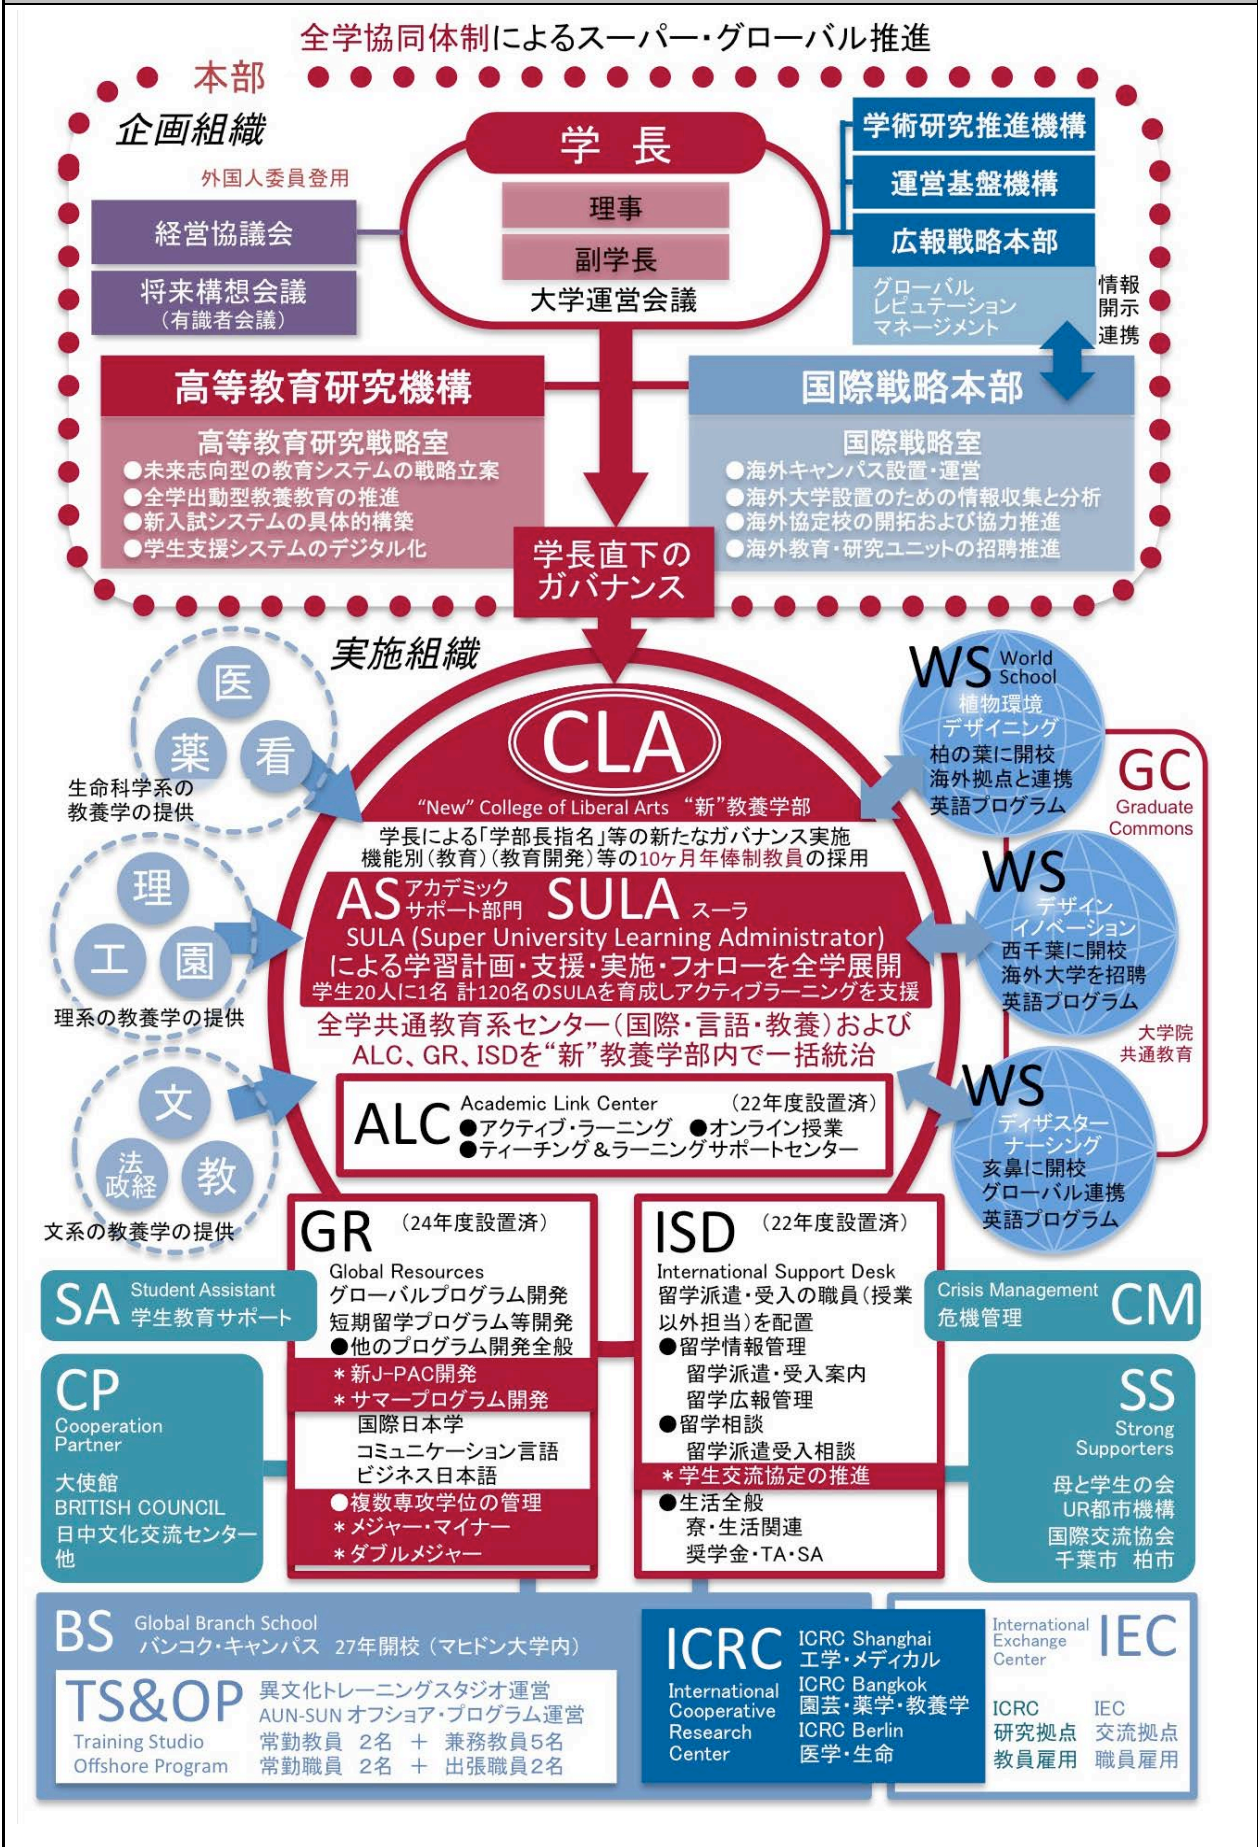 全学協同体制によるスーパー・グローバル推進
本部
企画組織
外国人委員登用
経営協議会
将来構想会議
（有識者会議）
学 長
理事
副学長
大学運営会議
学術研究推進機構
運営基盤機構
広報戦略本部
グローバル
レピュテーション
マネージメント
情報
開示
連携
高等教育研究機構
高等教育研究戦略室
●未来志向型の教育システムの戦略立案
●全学出動型教養教育の推進
●新入試システムの具体的構築
●学生支援システムのデジタル化
国際戦略本部
国際戦略室
●海外キャンパス設置・運営
●海外大学設置のための情報収集と分析
●海外協定校の開拓および協力推進
●海外教育・研究ユニットの招聘推進
学長直下の
ガバナンス
実施組織
医
薬
看
生命科学系の
教養学の提供
理
工
園
理系の教養学の提供
文
法
政経
教
文系の教養学の提供
CLA
"New" College of Liberal Arts “新”教養学部
学長による「学部長指名」等の新たなガバナンス実施
機能別（教育）（教育開発）等の10ヶ月年俸制教員の採用
AS アカデミック
サポート部門
SULA スーラ
SULA (Super University Learning Administrator)
による学習計画・支援・実施・フォローを全学展開
学生20人に1名 計120名のSULAを育成しアクティブラーニングを支援
全学共通教育系センター（国際・言語・教養）および
ALC、GR、ISDを“新”教養学部内で一括統治
ALC Academic Link Center （22年度設置済）
●アクティブ・ラーニング ●オンライン授業
●ティーチング＆ラーニングサポートセンター
WS World
School
植物環境
デザイニング
柏の葉に開校
海外拠点と連携
英語プログラム
WS
デザイン
イノベーション
西千葉に開校
海外大学を招聘
英語プログラム
WS
ディザスター
ナーシング
亥鼻に開校
グローバル連携
英語プログラム
GC
Graduate
Commons
大学院
共通教育
GR （24年度設置済）
Global Resources
グローバルプログラム開発
短期留学プログラム等開発
●他のプログラム開発全般
＊新J-PAC開発
＊サマープログラム開発
国際日本学
コミュニケーション言語
ビジネス日本語
●複数専攻学位の管理
＊メジャー・マイナー
＊ダブルメジャー
ISD （22年度設置済）
International Support Desk
留学派遣・受入の職員（授業
以外担当）を配置
●留学情報管理
留学派遣・受入案内
留学広報管理
●留学相談
留学派遣受入相談
＊学生交流協定の推進
●生活全般
寮・生活関連
奨学金・TA・SA
SA Student Assistant
学生教育サポート
CP
Cooperation
Partner
大使館
BRITISH COUNCIL
日中文化交流センター
他
Crisis Management CM
危機管理
SS
Strong
Supporters
母と学生の会
UR都市機構
国際交流協会
千葉市 柏市
BS Global Branch School
バンコク・キャンパス 27年開校（マヒドン大学内）
TS&OP
Training Studio
Offshore Program
異文化トレーニングスタジオ運営
AUN-SUN オフショア・プログラム運営
常勤教員 2名 ＋ 兼務教員5名
常勤職員 2名 ＋ 出張職員2名
ICRC
International
Cooperative
Research
Center
ICRC Shanghai
工学・メディカル
ICRC Bangkok
園芸・薬学・教養学
ICRC Berlin
医学・生命
International
Exchange
Center
IEC
ICRC
研究拠点
教員雇用
IEC
交流拠点
職員雇用